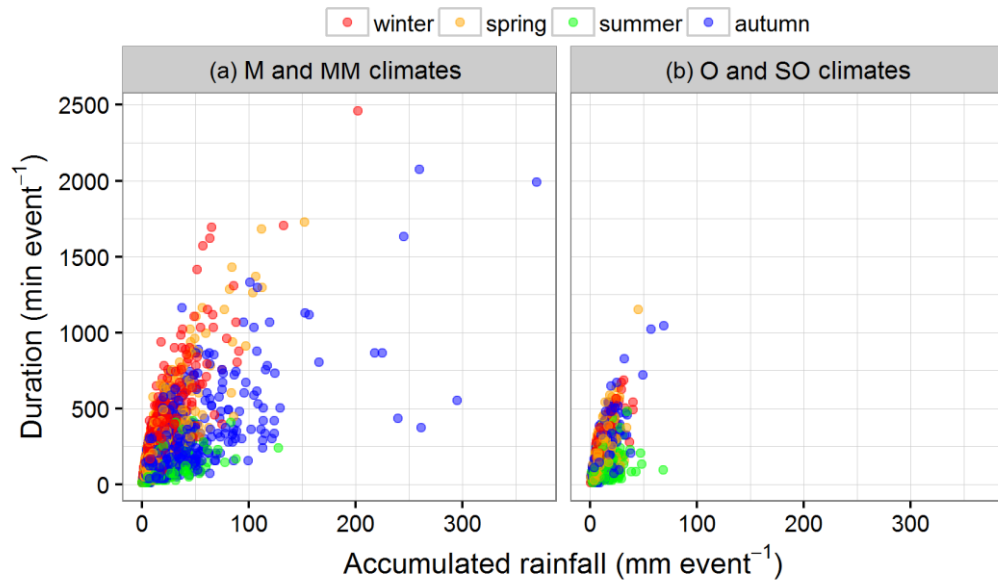 winter spring summer autumn
(a) M and MM climates
(b) O and SO climates
Duration (min event⁻¹)
2500
2000
1500
1000
500
0
0 100 200 300
0 100 200 300
Accumulated rainfall (mm event⁻¹)